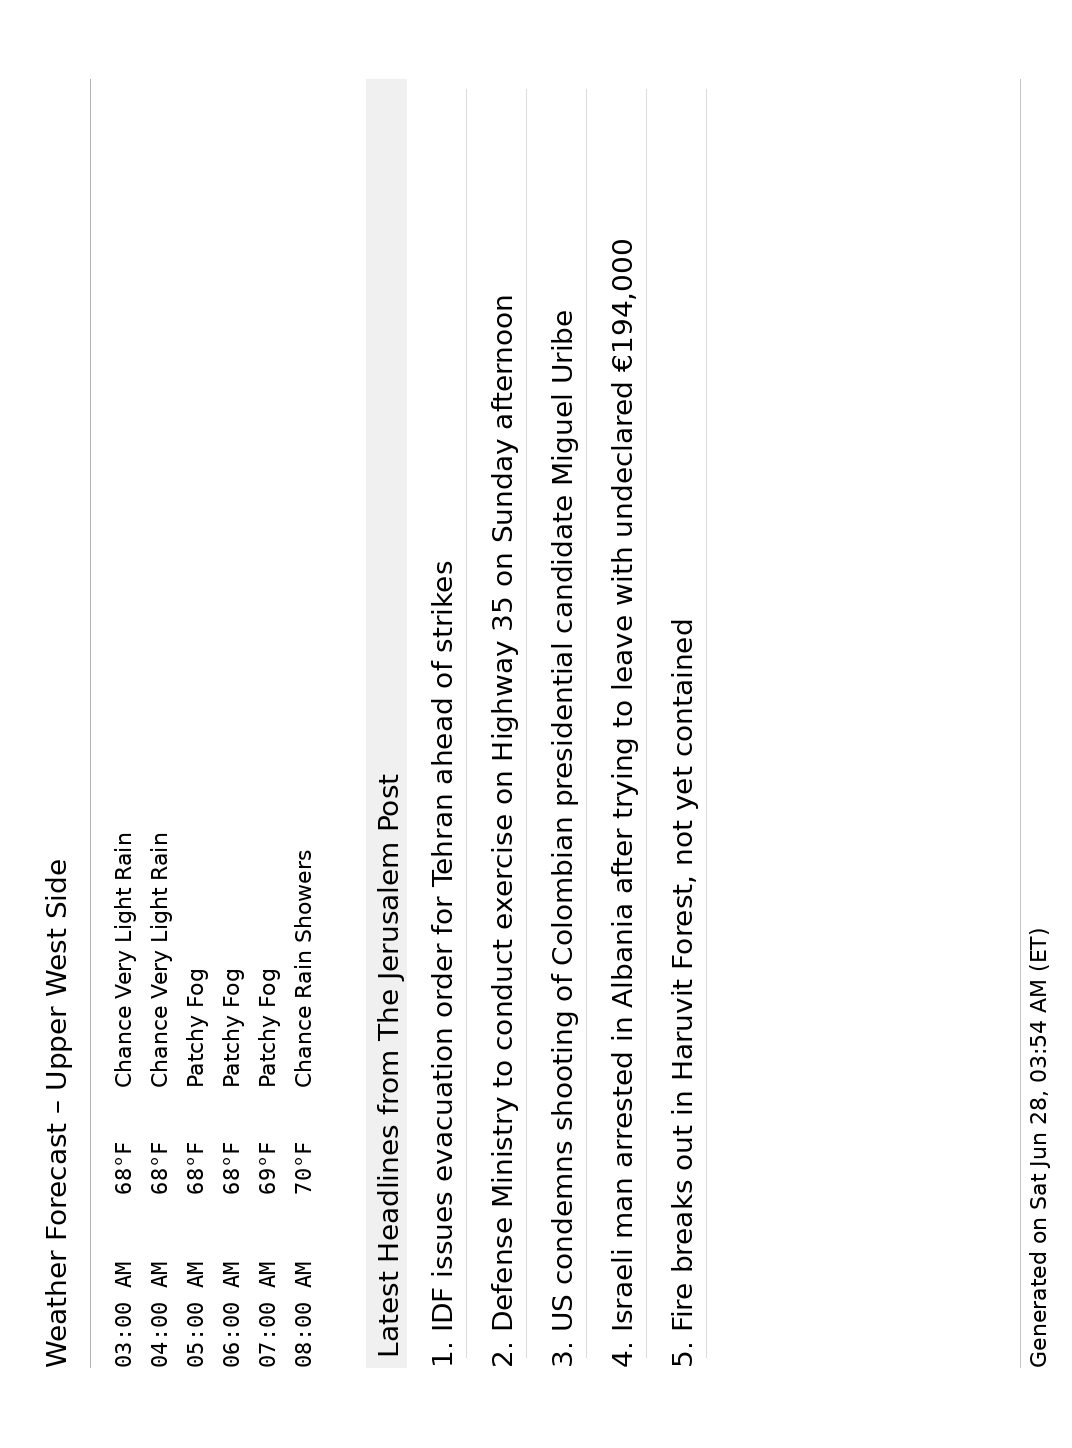 Weather Forecast – Upper West Side
03:00 AM 68°F Chance Very Light Rain
04:00 AM 68°F Chance Very Light Rain
05:00 AM 68°F Patchy Fog
06:00 AM 68°F Patchy Fog
07:00 AM 69°F Patchy Fog
08:00 AM 70°F Chance Rain Showers
Latest Headlines from The Jerusalem Post
1. IDF issues evacuation order for Tehran ahead of strikes
2. Defense Ministry to conduct exercise on Highway 35 on Sunday afternoon
3. US condemns shooting of Colombian presidential candidate Miguel Uribe
4. Israeli man arrested in Albania after trying to leave with undeclared €194,000
5. Fire breaks out in Haruvit Forest, not yet contained
Generated on Sat Jun 28, 03:54 AM (ET)